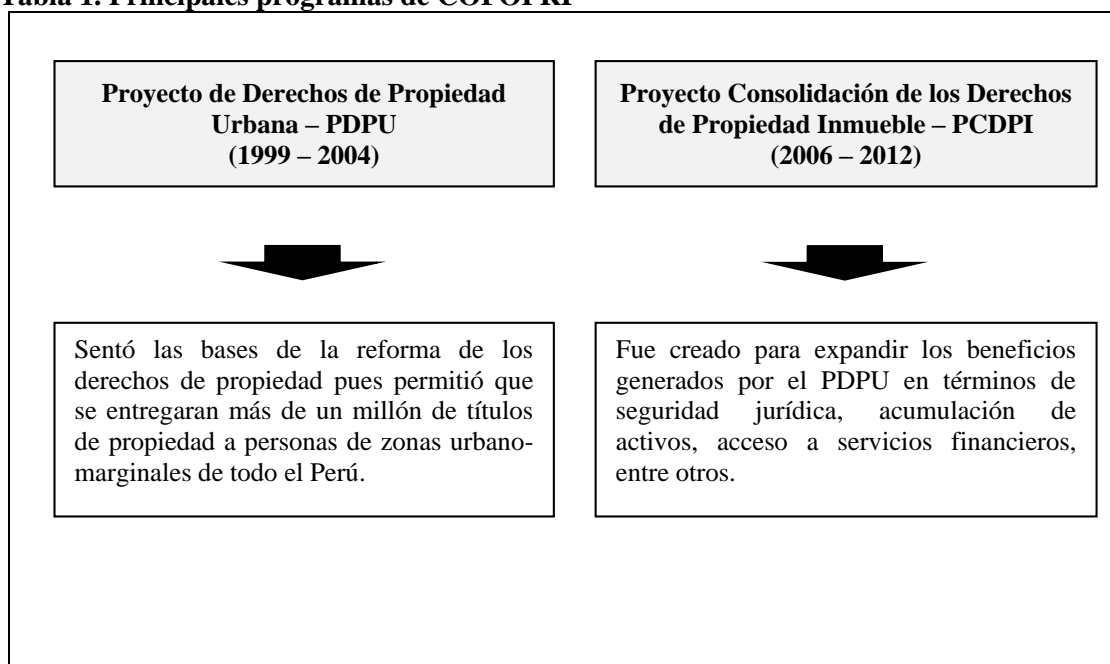 Tabla 1. Principales programas de COFOPRI
Proyecto de Derechos de Propiedad
Urbana – PDPU
(1999 – 2004)
Proyecto Consolidación de los Derechos
de Propiedad Inmueble – PCDPI
(2006 – 2012)
Sentó las bases de la reforma de los
derechos de propiedad pues permitió que
se entregaran más de un millón de títulos
de propiedad a personas de zonas urbano-
marginales de todo el Perú.
Fue creado para expandir los beneficios
generados por el PDPU en términos de
seguridad jurídica, acumulación de
activos, acceso a servicios financieros,
entre otros.